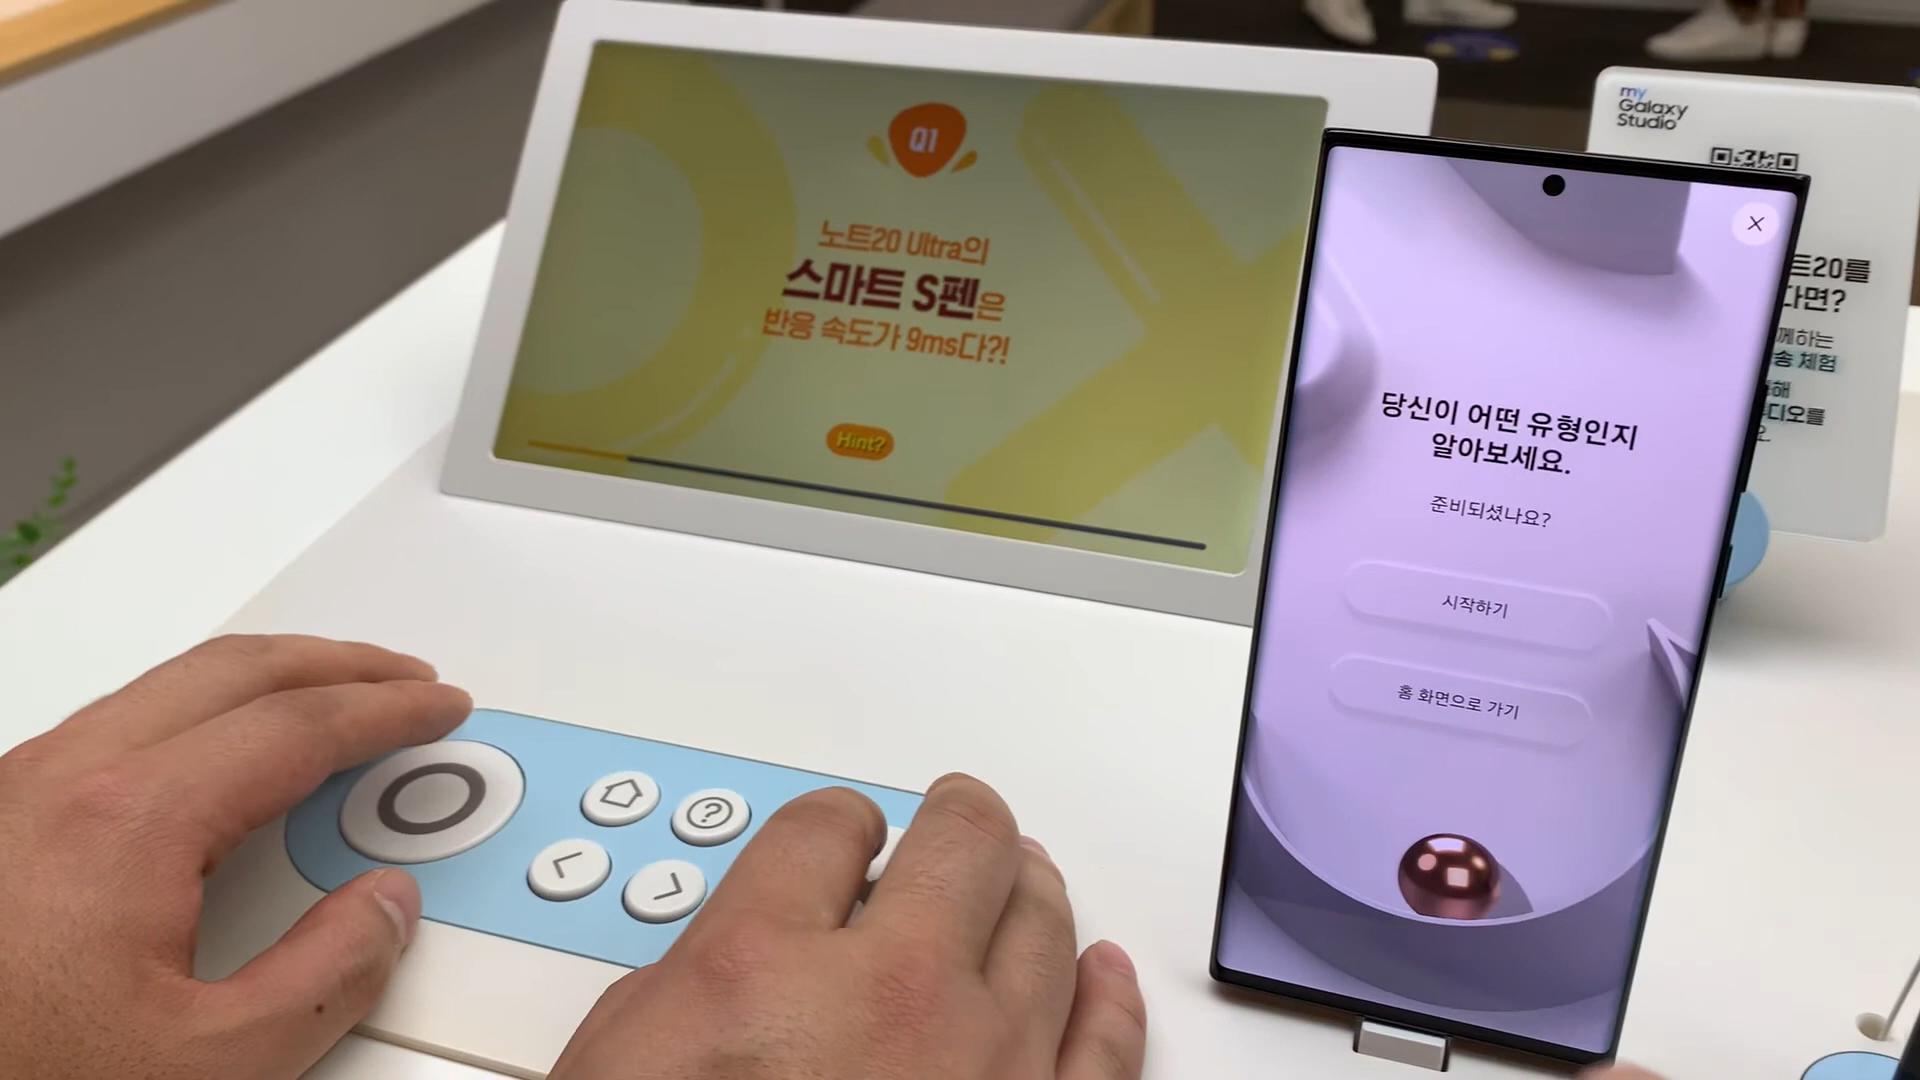 Q1
노트20 Ultra의
스마트 S펜은
반응 속도가 9ms다?!
Hint?
당신이 어떤 유형인지
알아보세요.
준비되셨나요?
시작하기
홈 화면으로 가기
my
Galaxy
Studio
트20를
다면?
께하는
송 체험
디오를